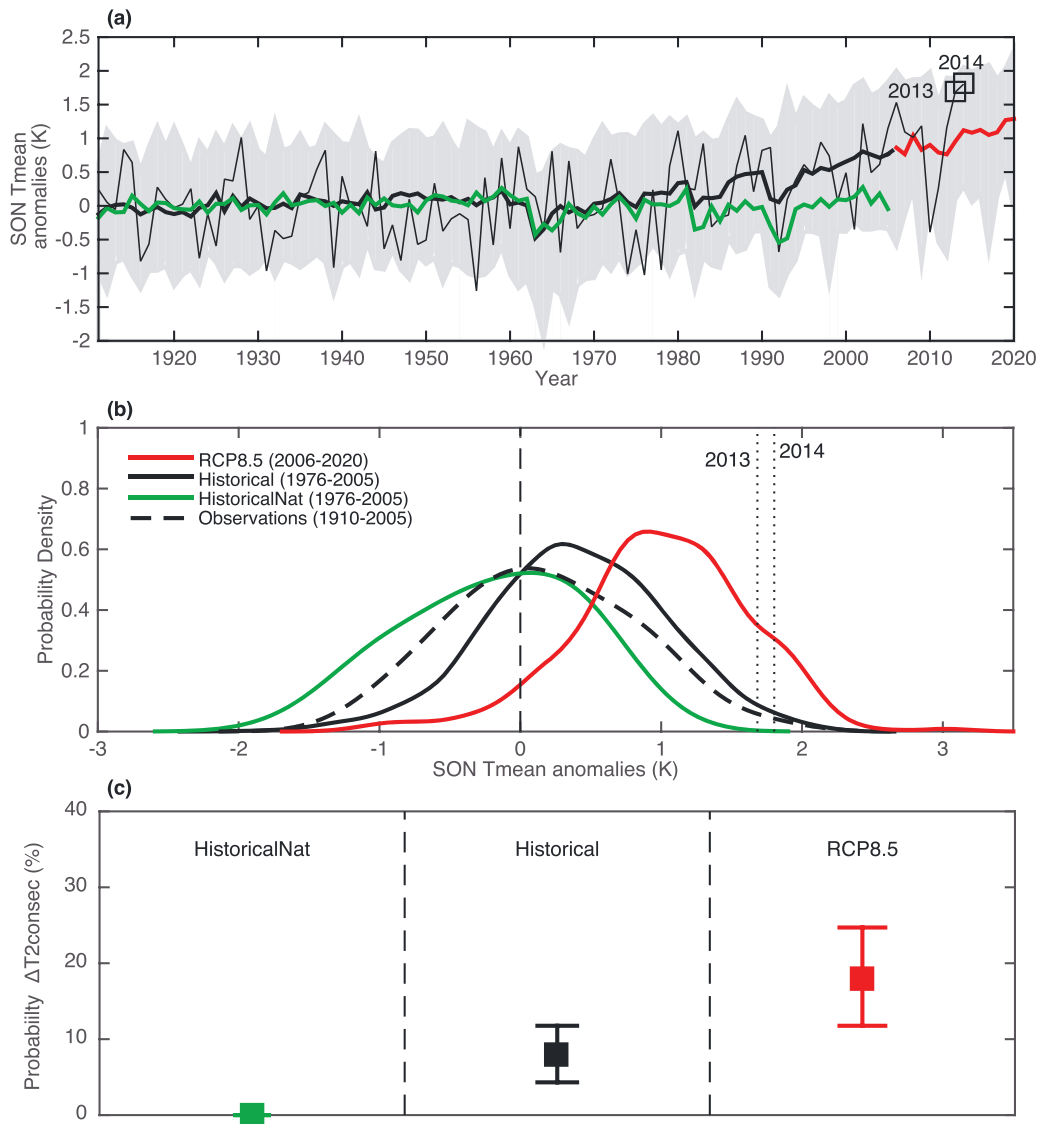 (a)
2.5
2
1.5
1
0.5
0
-0.5
-1
-1.5
-2
SON Tmean
anomalies (K)
2014
2013
1920 1930 1940 1950 1960 1970 1980 1990 2000 2010 2020
Year
(b)
1
0.8
0.6
0.4
0.2
0
Probability Density
RCP8.5 (2006-2020)
Historical (1976-2005)
HistoricalNat (1976-2005)
Observations (1910-2005)
2013
2014
-3 -2 -1 0 1 2 3
SON Tmean anomalies (K)
(c)
40
30
20
10
0
Probabiilty ΔT2consec (%)
HistoricalNat
Historical
RCP8.5